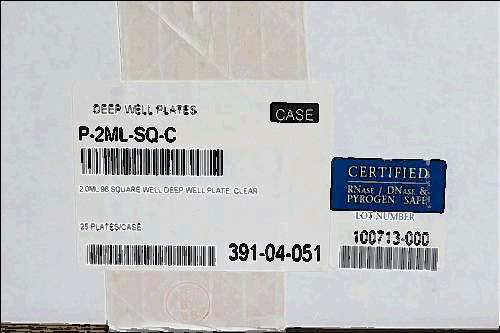 DEEP WELL PLATES
CASE
P-2ML-SQ-C
2.0ML 96 SQUARE WELL DEEP WELL PLATE, CLEAR
25 PLATES/CASE
391-04-051
CERTIFIED
RNASE / DNASE &
PYROGEN SAFE
LOT NUMBER
100713-000